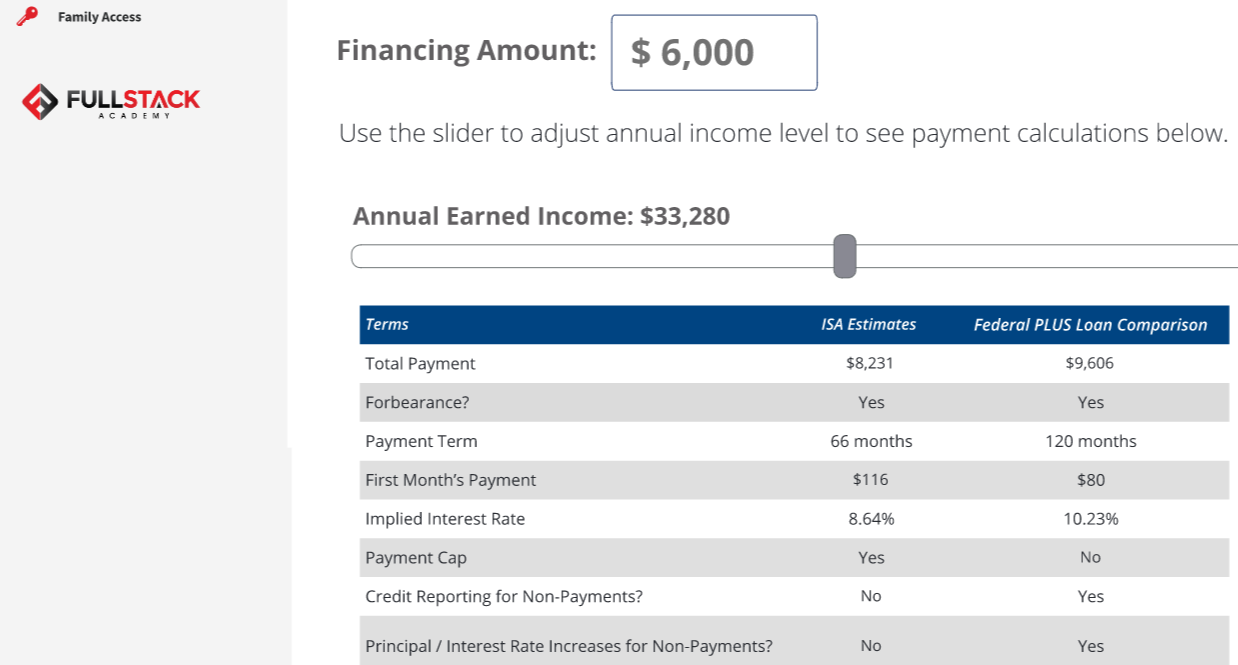 Family Access
FULLSTACK
ACADEMY
Financing Amount: $ 6,000
Use the slider to adjust annual income level to see payment calculations below.
Annual Earned Income: $33,280
Terms ISA Estimates Federal PLUS Loan Comparison
Total Payment $8,231 $9,606
Forbearance? Yes Yes
Payment Term 66 months 120 months
First Month’s Payment $116 $80
Implied Interest Rate 8.64% 10.23%
Payment Cap Yes No
Credit Reporting for Non-Payments? No Yes
Principal / Interest Rate Increases for Non-Payments? No Yes